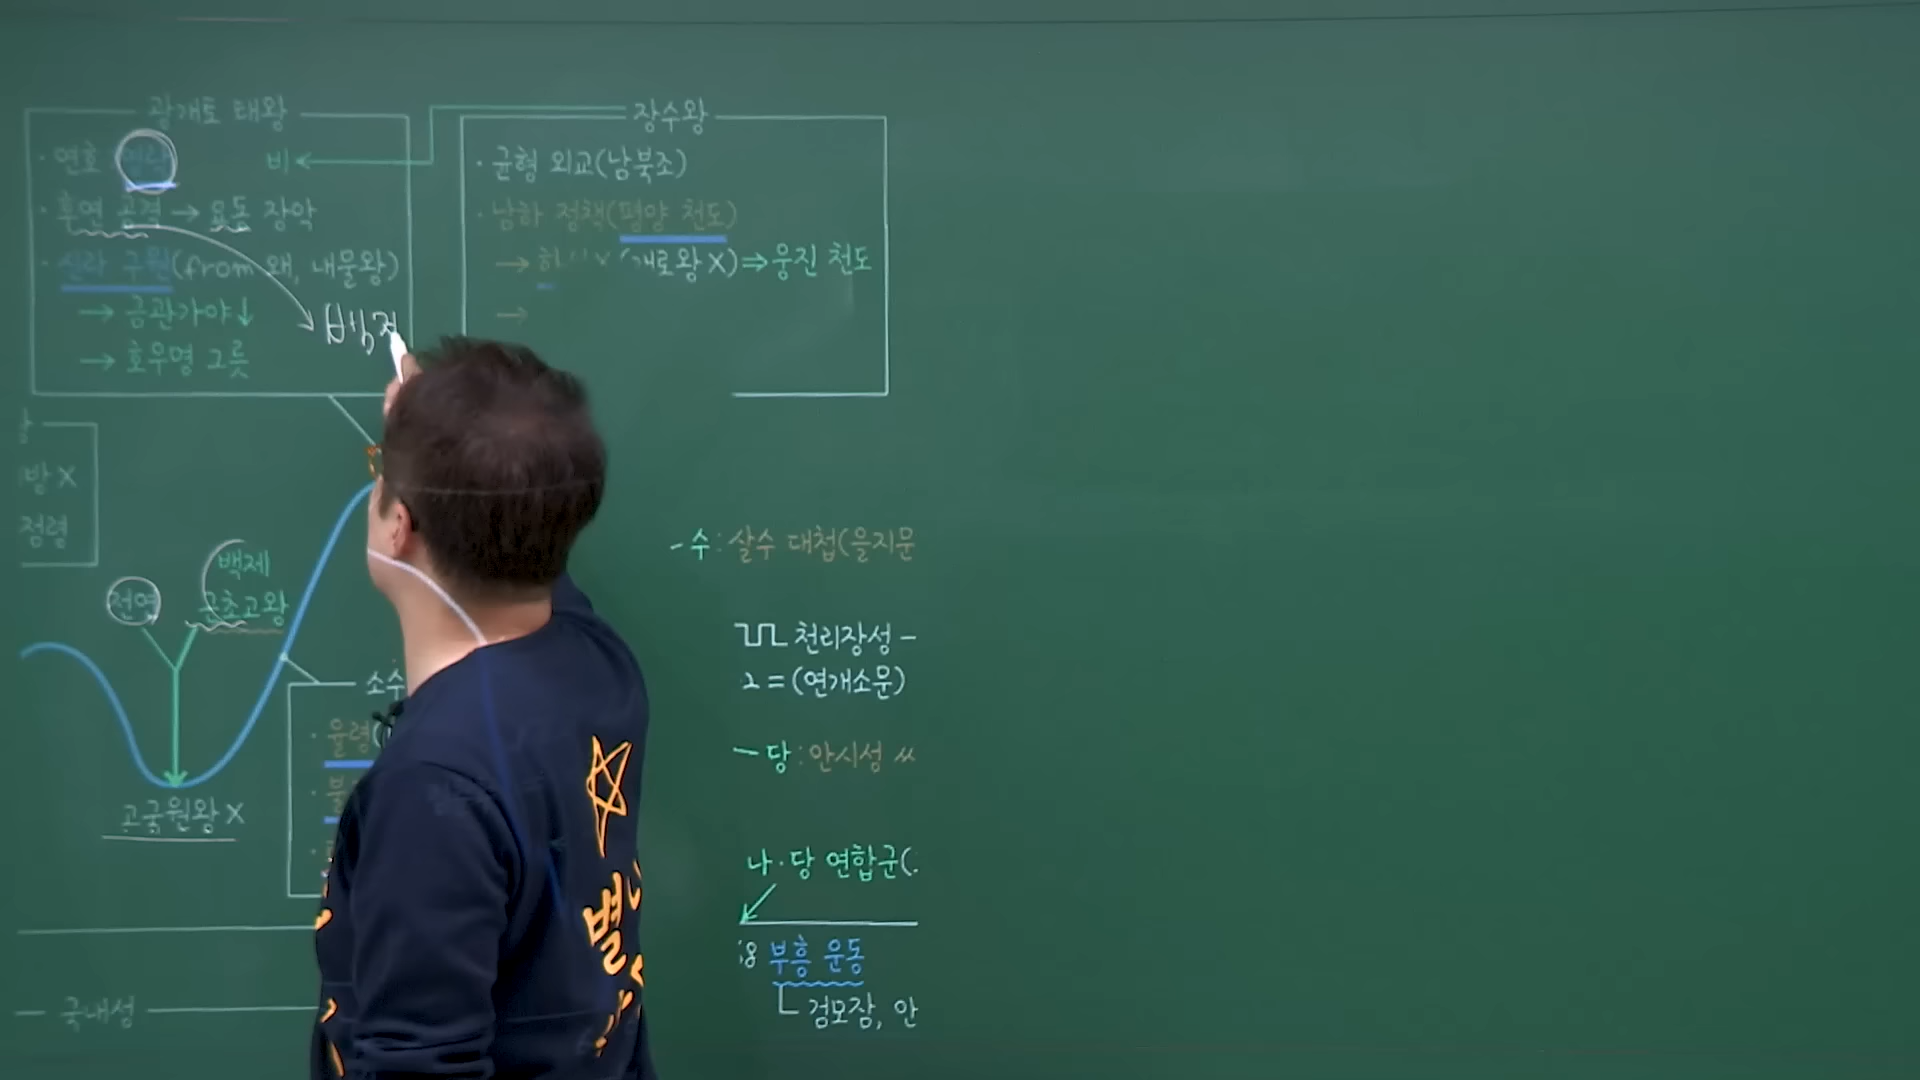 광개토 태왕
· 연호 영락 비
· 후연 공격 → 요동 장악
· 신라 구원(from 왜, 내물왕)
→ 금관가야↓
→ 호우명 그릇
장수왕
· 균형 외교(남북조)
· 남하 정책(평양 천도)
→ (개로왕 X) ⇒ 웅진 천도
→
방 X
정령
전연
백제
근초고왕
고국원왕 X
소수
· 율령(
국내성
- 수 : 살수 대첩(을지문
천리장성 -
(연개소문)
- 당 : 안시성 싸
나·당 연합군(
부흥 운동
검모잠, 안
별